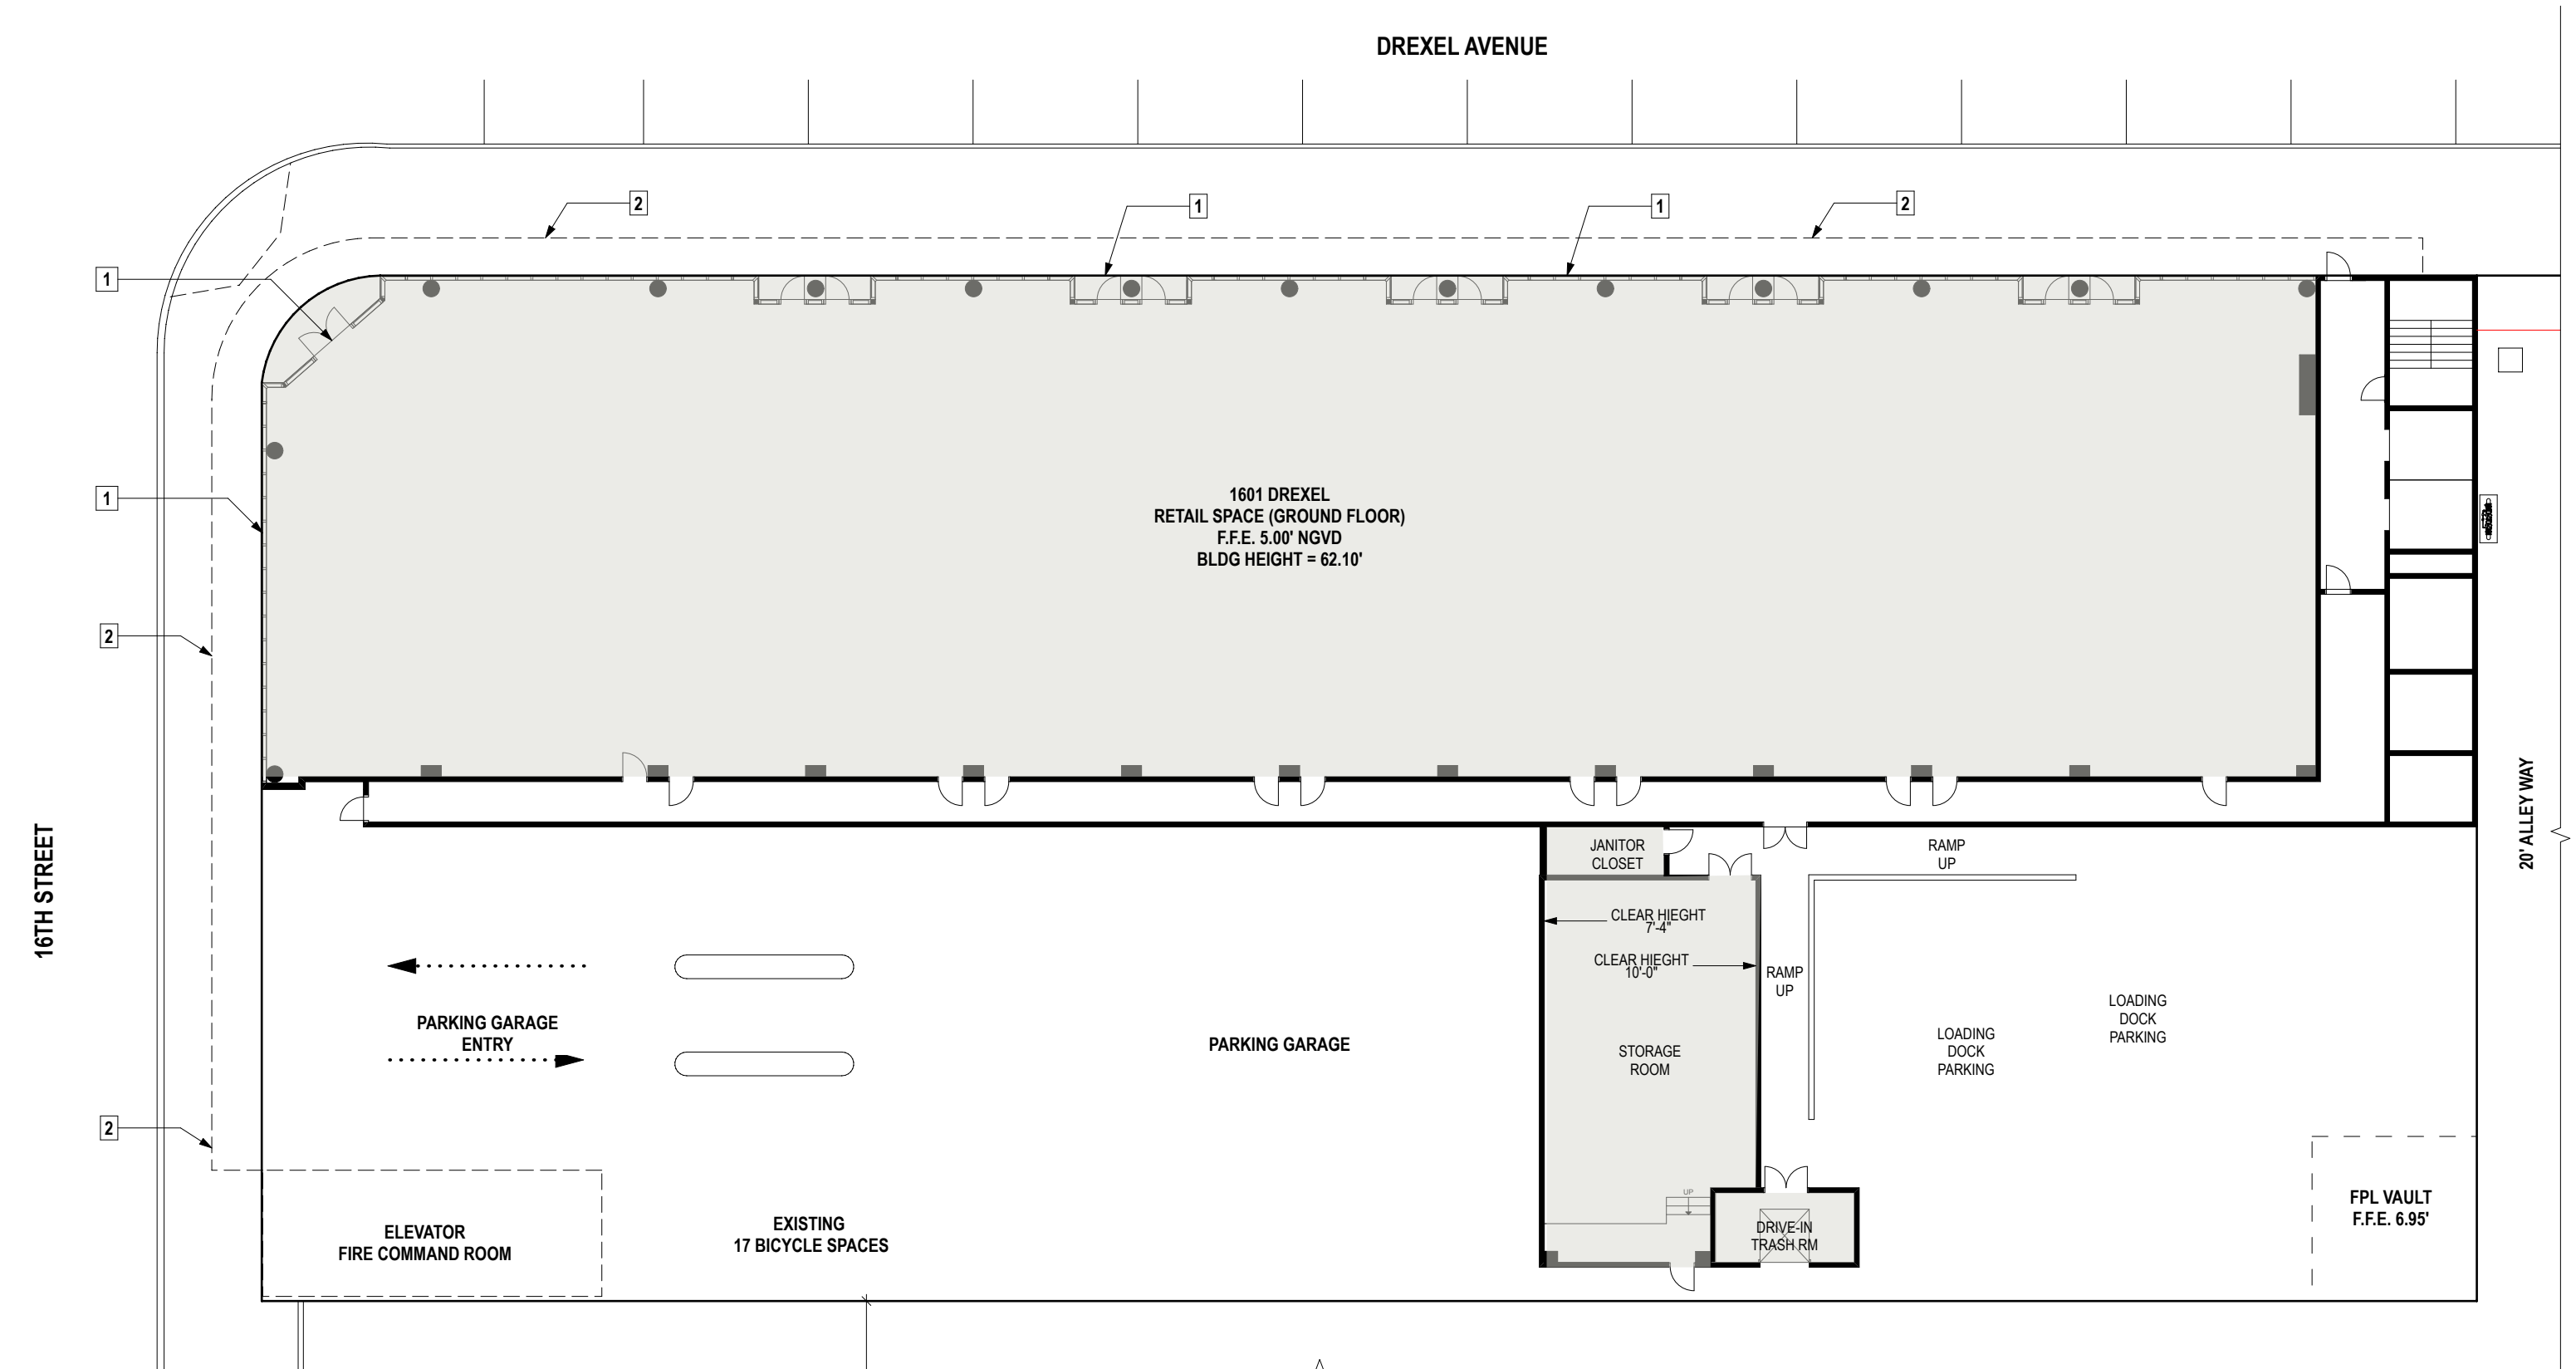 DREXEL AVENUE
2
1
1
2
1
1
1601 DREXEL
RETAIL SPACE (GROUND FLOOR)
F.F.E. 5.00' NGVD
BLDG HEIGHT = 62.10'
2
16TH STREET
20' ALLEY WAY
JANITOR
CLOSET
RAMP
UP
CLEAR HIEGHT
7'-4"
CLEAR HIEGHT
10'-0"
RAMP
UP
PARKING GARAGE
ENTRY
PARKING GARAGE
STORAGE
ROOM
LOADING
DOCK
PARKING
LOADING
DOCK
PARKING
2
ELEVATOR
FIRE COMMAND ROOM
EXISTING
17 BICYCLE SPACES
UP
DRIVE-IN
TRASH RM
FPL VAULT
F.F.E. 6.95'